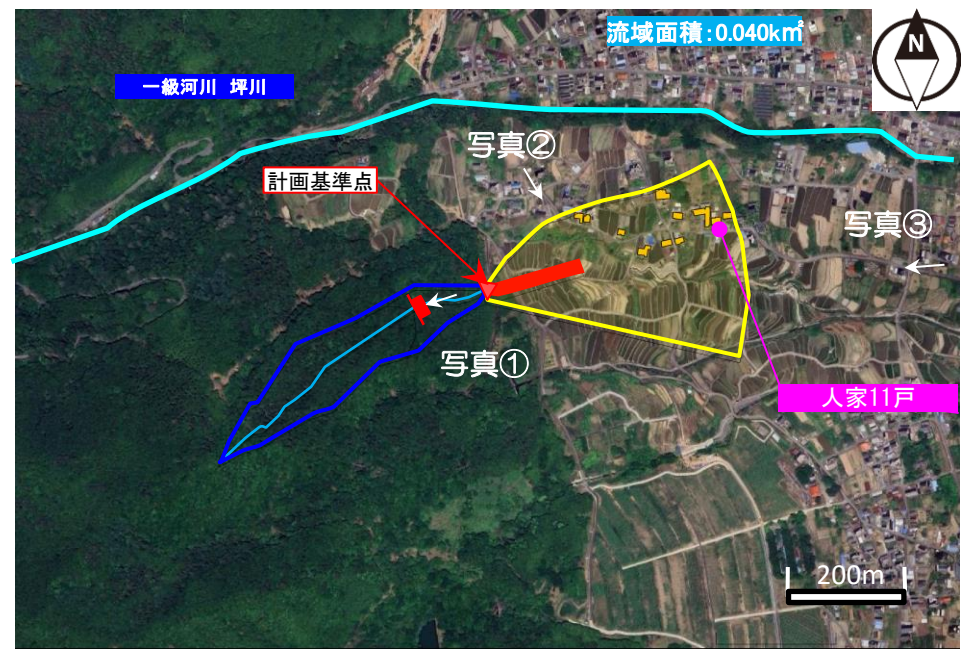 流域面積：0.040k㎡
N
一級河川 坪川
写真②
計画基準点
写真③
写真①
人家11戸
200m